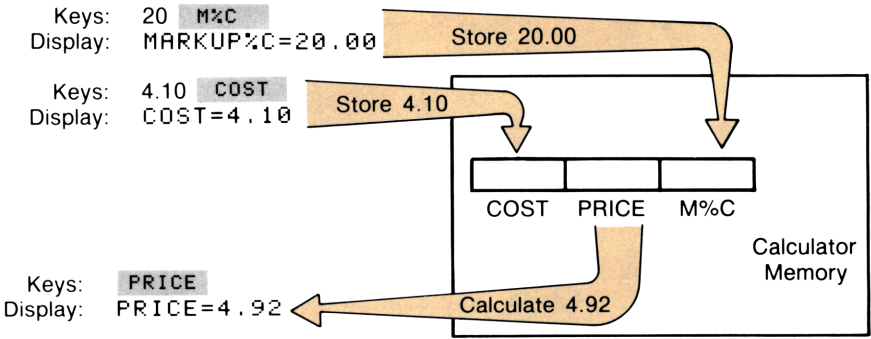 Keys: 20 M%C
Display: MARKUP%C=20.00
Store 20.00
Keys: 4.10 COST
Display: COST=4.10
Store 4.10
COST PRICE M%C
Calculator
Memory
Keys: PRICE
Display: PRICE=4.92
Calculate 4.92